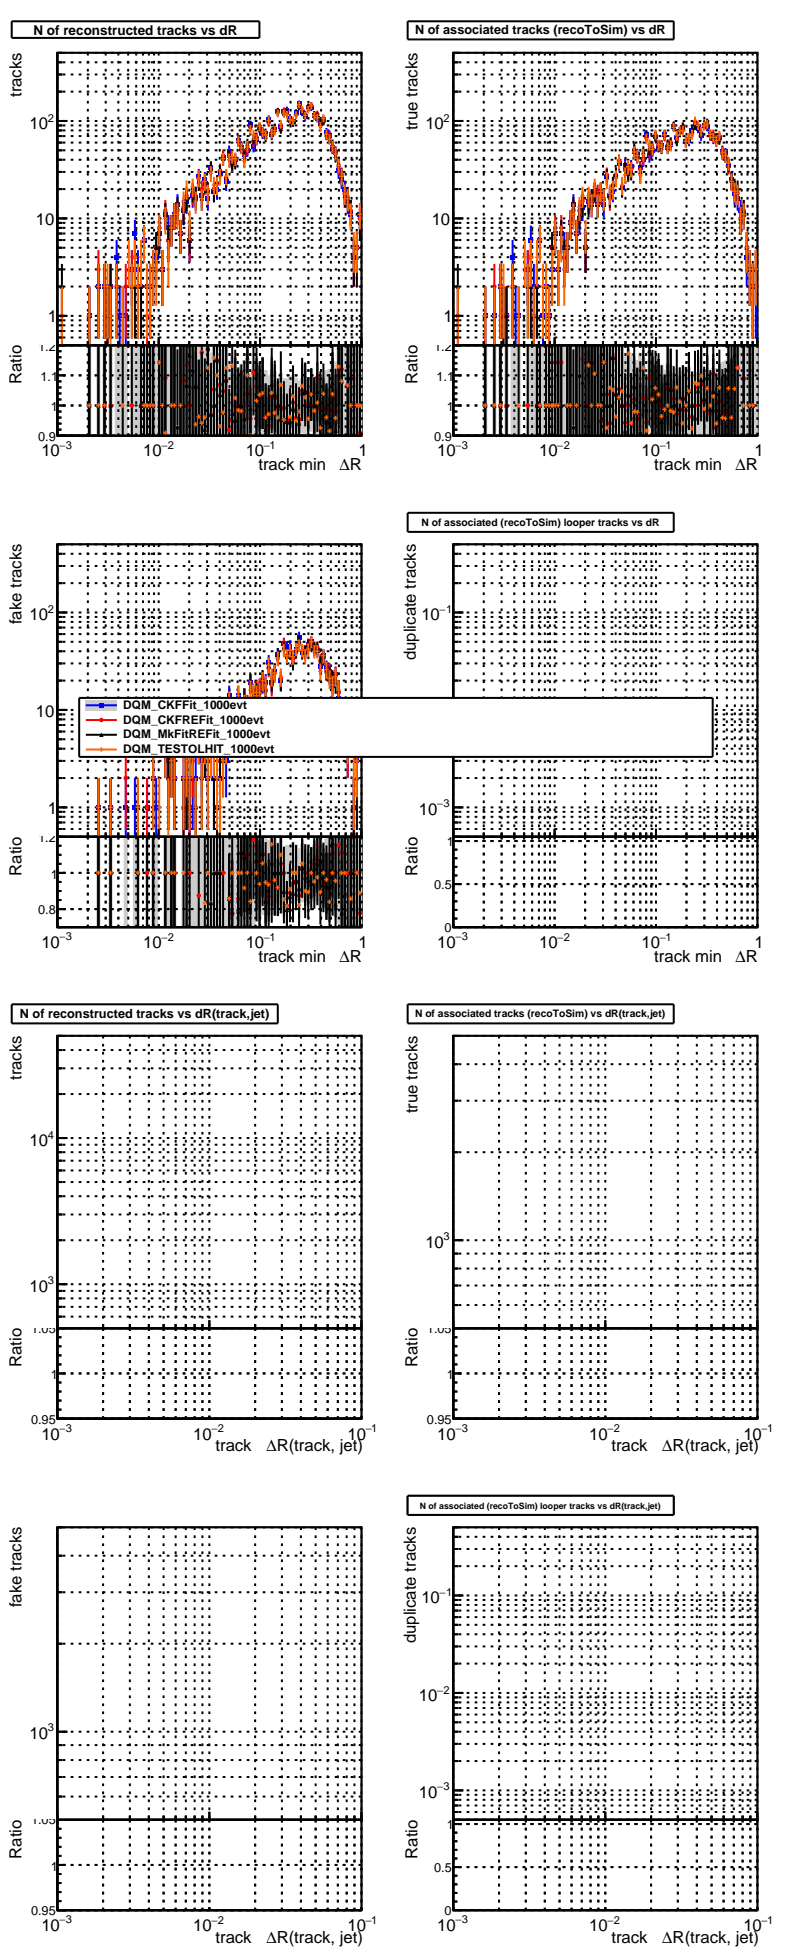 N of reconstructed tracks vs dR
tracks
10²
10
1
Ratio
1.2
1.1
1
0.9
10⁻³ 10⁻² 10⁻¹ 1
track min ΔR
N of associated tracks (recoToSim) vs dR
true tracks
10²
10
1
Ratio
1.2
1.1
1
0.9
10⁻³ 10⁻² 10⁻¹ 1
track min ΔR
fake tracks
10²
10
1
Ratio
1.2
1
0.8
10⁻³ 10⁻² 10⁻¹ 1
track min ΔR
N of associated (recoToSim) looper tracks vs dR
duplicate tracks
10⁻¹
10⁻³
Ratio
1
0.5
0
10⁻³ 10⁻² 10⁻¹ 1
track min ΔR
DQM_CKFFit_1000evt
DQM_CKFREFit_1000evt
DQM_MkFitREFit_1000evt
DQM_TESTOLHIT_1000evt
N of reconstructed tracks vs dR(track,jet)
tracks
10⁴
10³
Ratio
1.05
1
0.95
10⁻³ 10⁻² 10⁻¹
track ΔR(track, jet)
N of associated tracks (recoToSim) vs dR(track,jet)
true tracks
10³
Ratio
1.05
1
0.95
10⁻³ 10⁻² 10⁻¹
track ΔR(track, jet)
fake tracks
10³
Ratio
1.05
1
0.95
10⁻³ 10⁻² 10⁻¹
track ΔR(track, jet)
N of associated (recoToSim) looper tracks vs dR(track,jet)
duplicate tracks
10⁻¹
10⁻²
10⁻³
Ratio
1
0.5
0
10⁻³ 10⁻² 10⁻¹
track ΔR(track, jet)